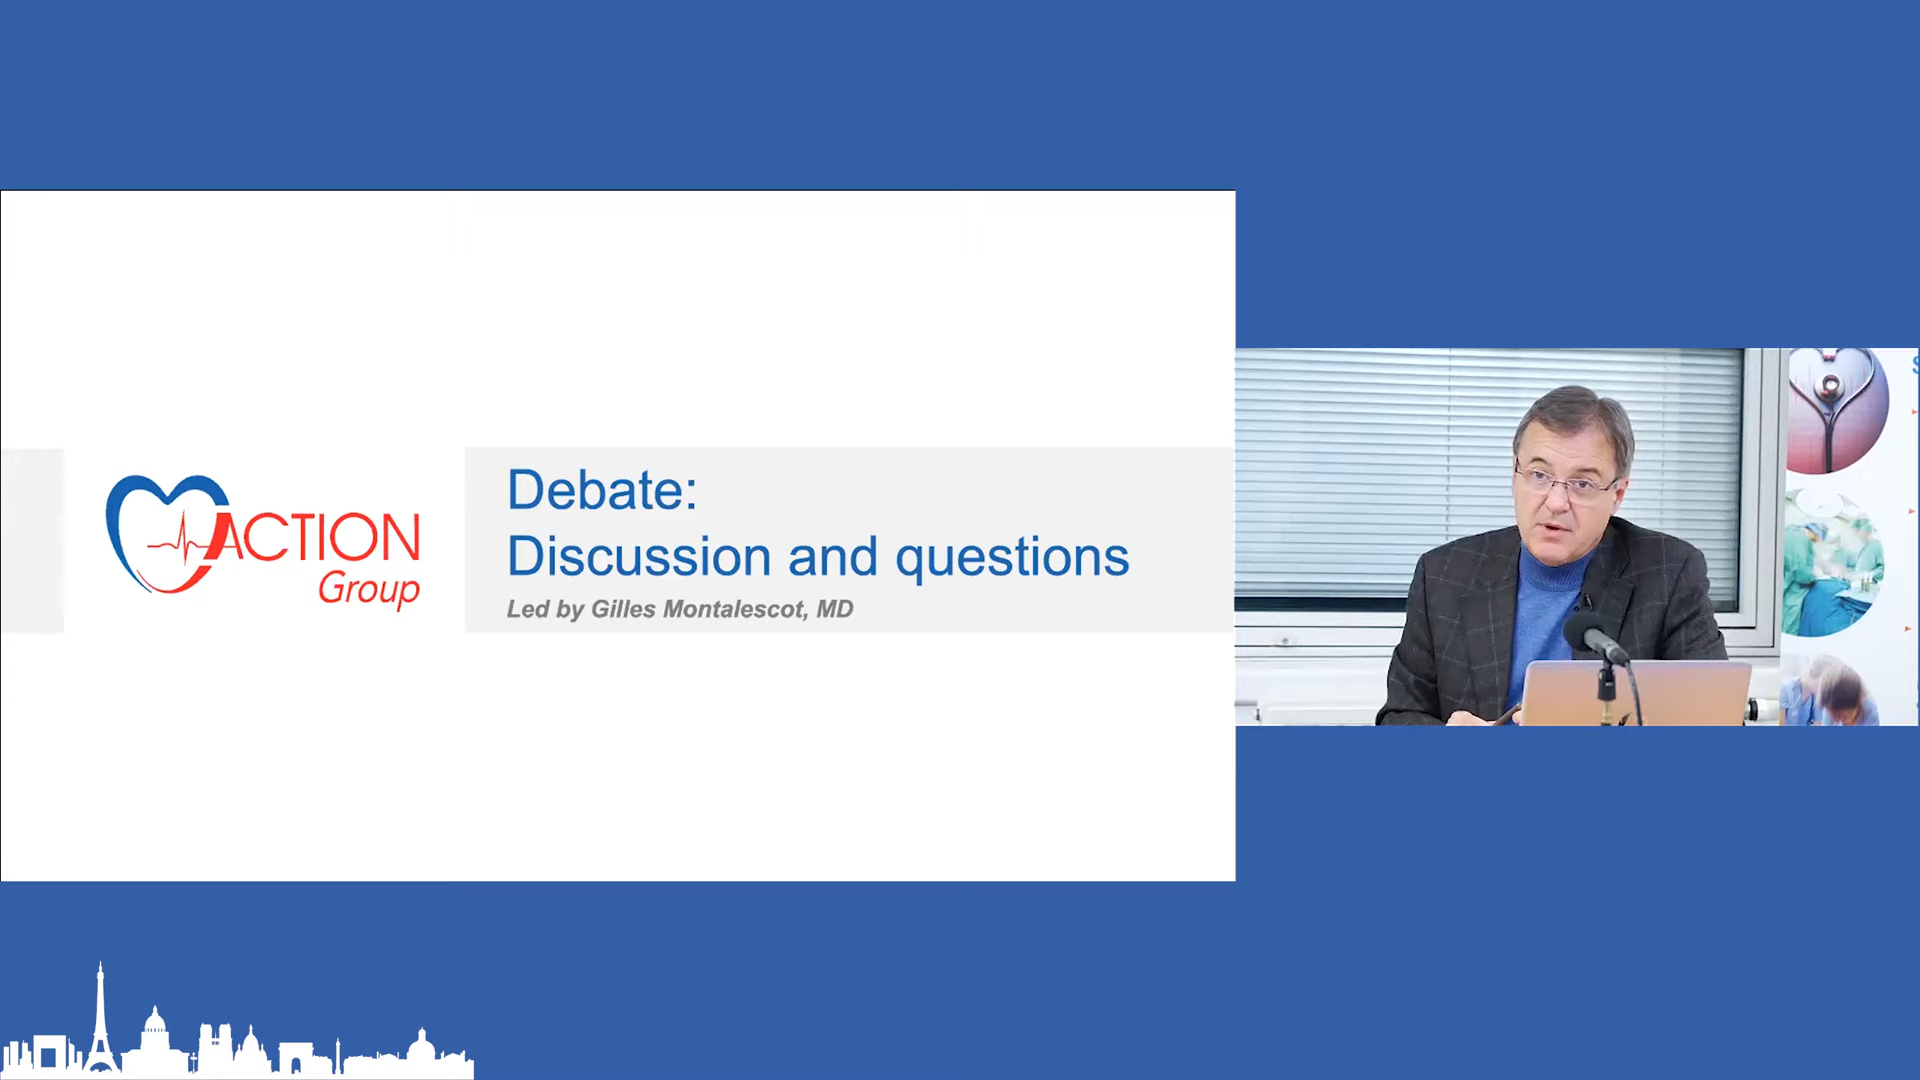 ACTION
Group
Debate:
Discussion and questions
Led by Gilles Montalescot, MD